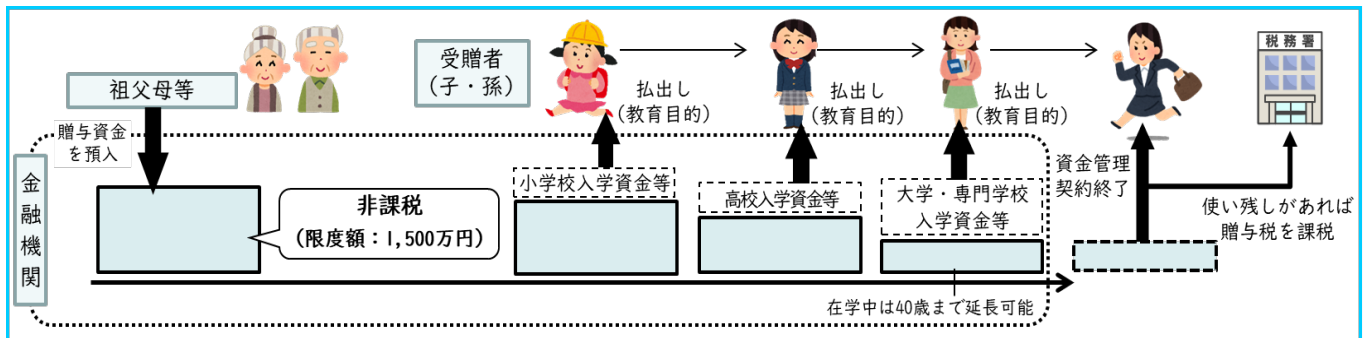 祖父母等
受贈者
(子・孫)
税務署
贈与資金
を預入
払出し
(教育目的)
払出し
(教育目的)
払出し
(教育目的)
金融機関
非課税
(限度額：1,500万円)
小学校入学資金等
高校入学資金等
大学・専門学校
入学資金等
資金管理
契約終了
使い残しがあれば
贈与税を課税
在学中は40歳まで延長可能